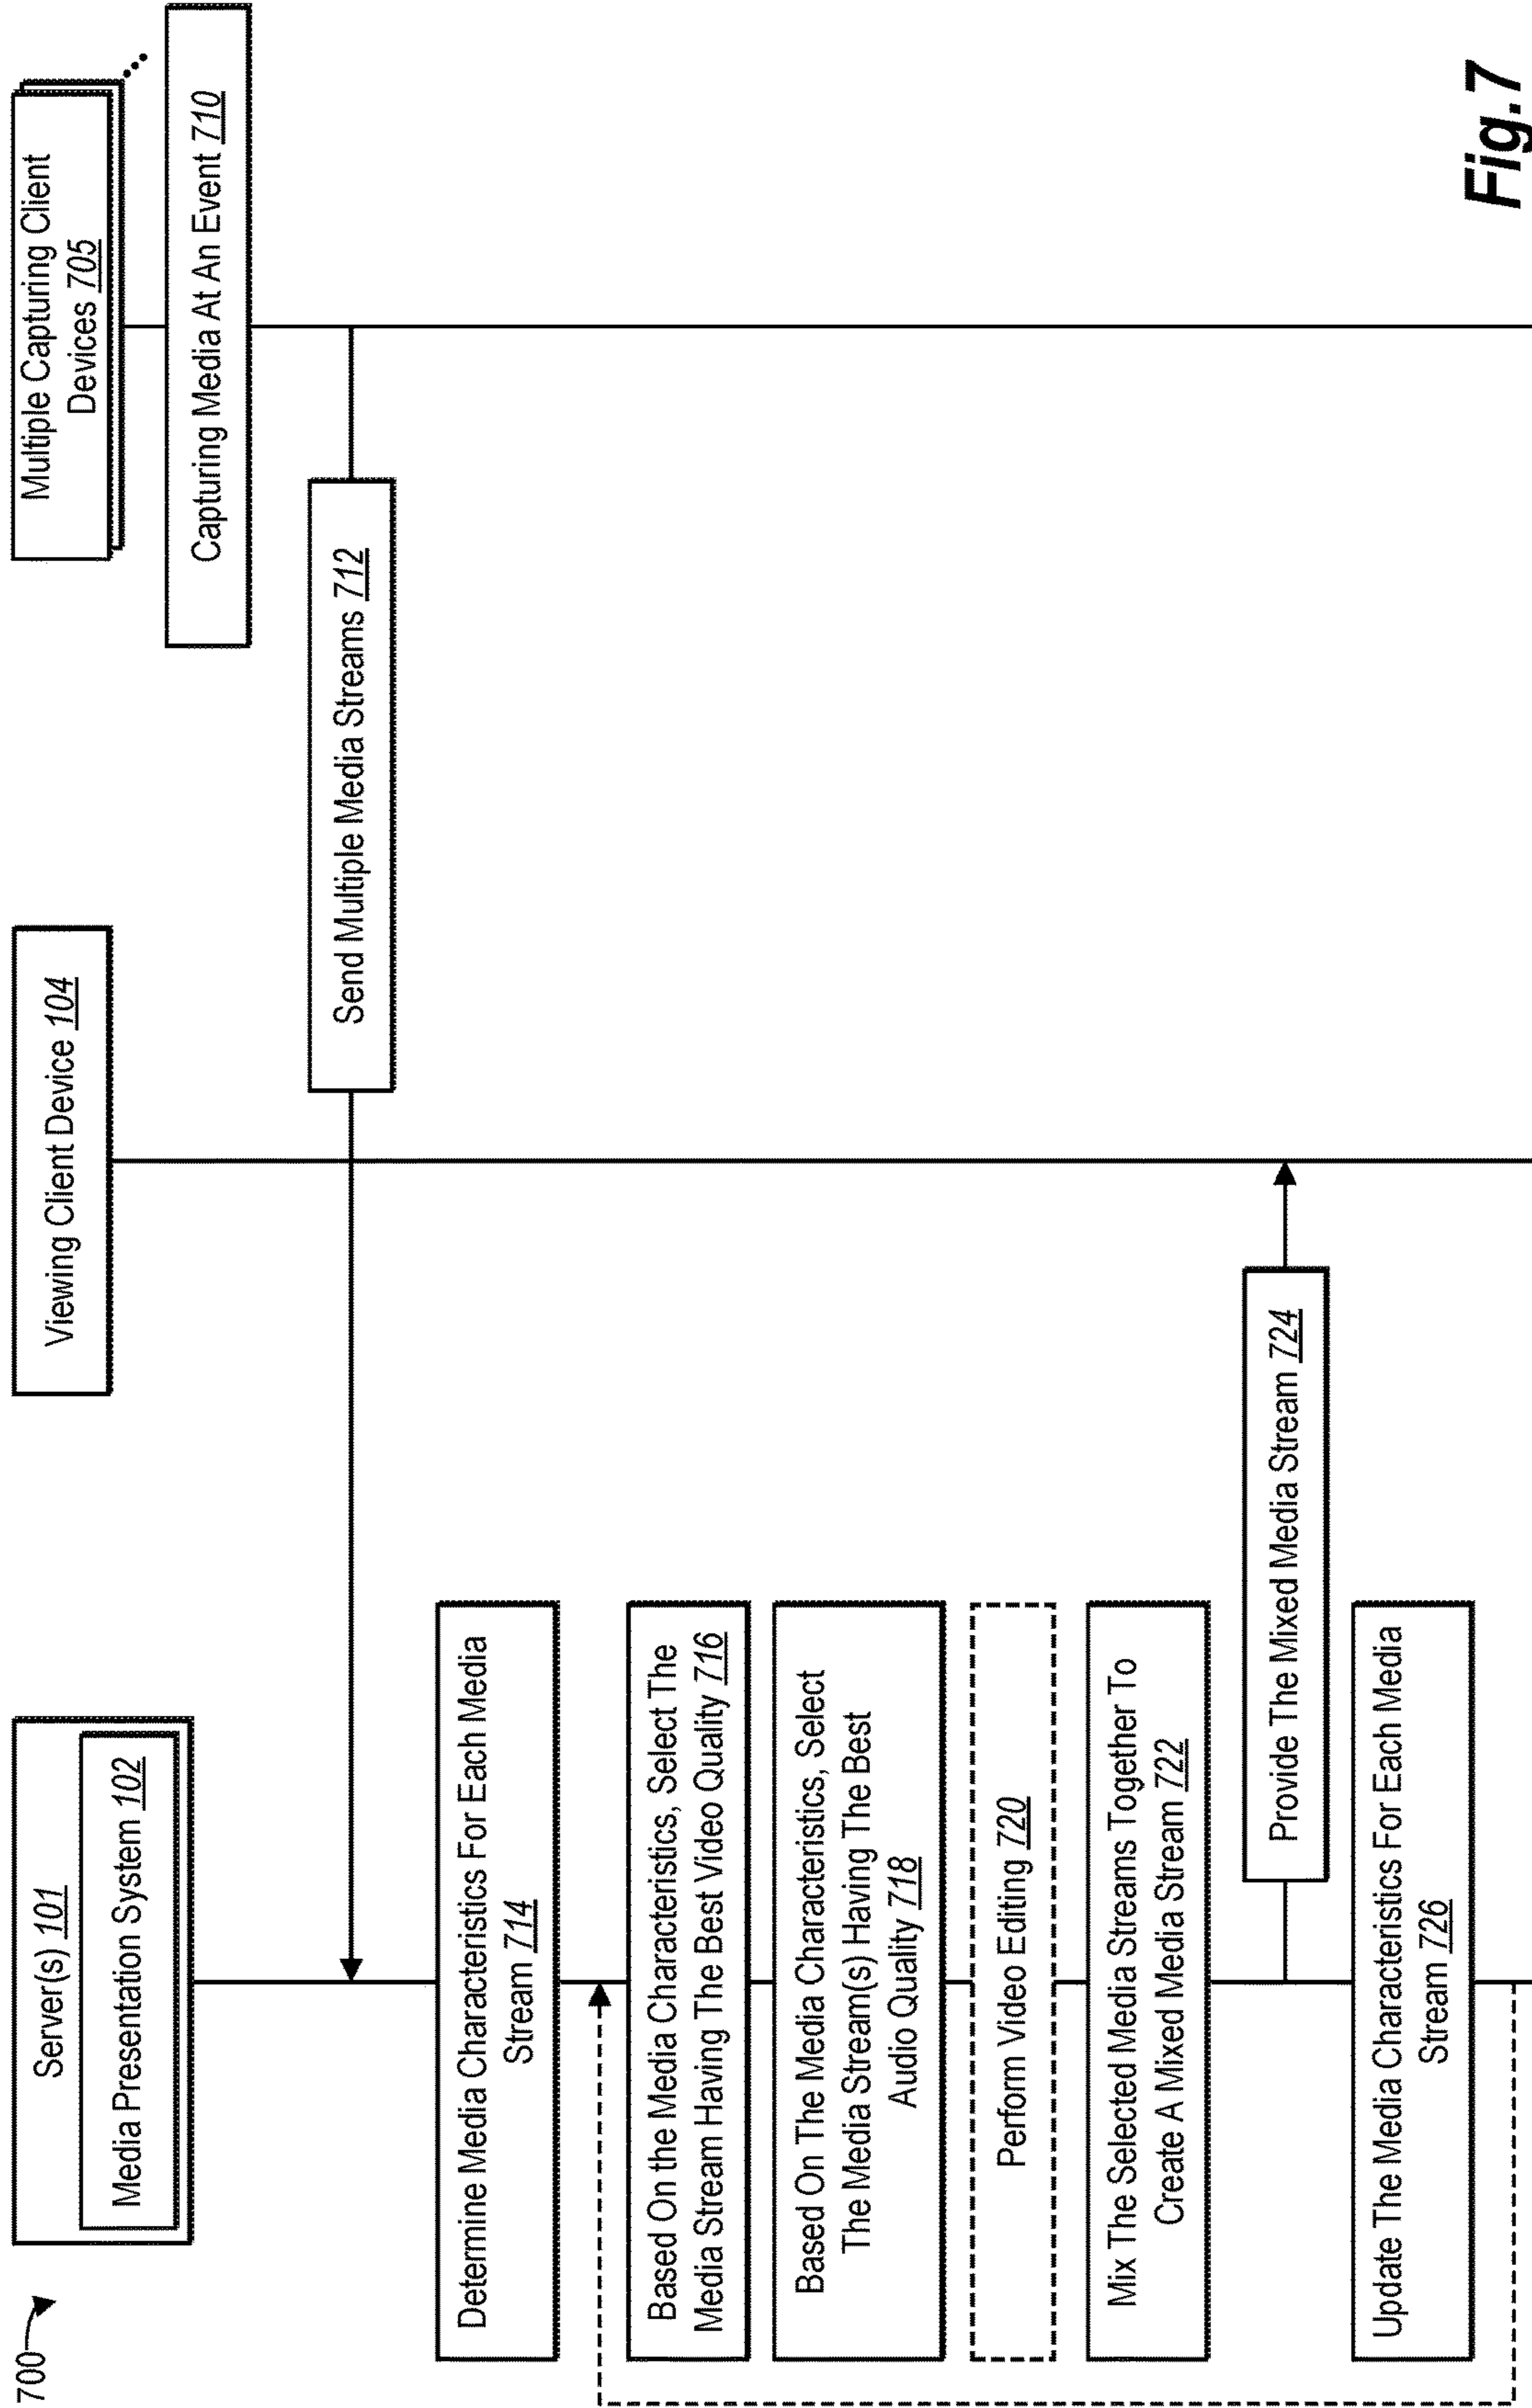 700
Server(s) 101
Media Presentation System 102
Viewing Client Device 104
Multiple Capturing Client
Devices 705
Capturing Media At An Event 710
Send Multiple Media Streams 712
Determine Media Characteristics For Each Media
Stream 714
Based On the Media Characteristics, Select The
Media Stream Having The Best Video Quality 716
Based On The Media Characteristics, Select
The Media Stream(s) Having The Best
Audio Quality 718
Perform Video Editing 720
Mix The Selected Media Streams Together To
Create A Mixed Media Stream 722
Provide The Mixed Media Stream 724
Update The Media Characteristics For Each Media
Stream 726
Fig.7